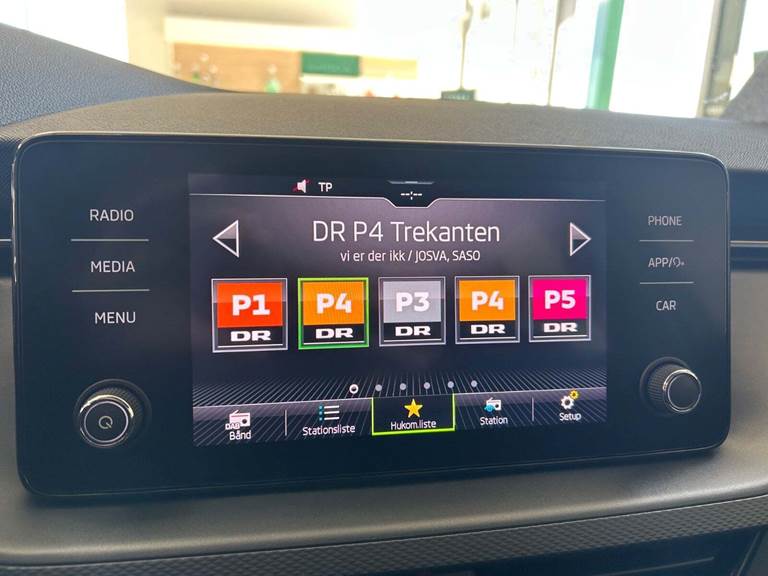 RADIO
MEDIA
MENU
TP
--:--
DR P4 Trekanten
vi er der ikk / JOSVA, SASO
P1 DR
P4 DR
P3 DR
P4 DR
P5 DR
DAB
Bånd
Stationsliste
Hukom.liste
Station
Setup
PHONE
APP/
CAR